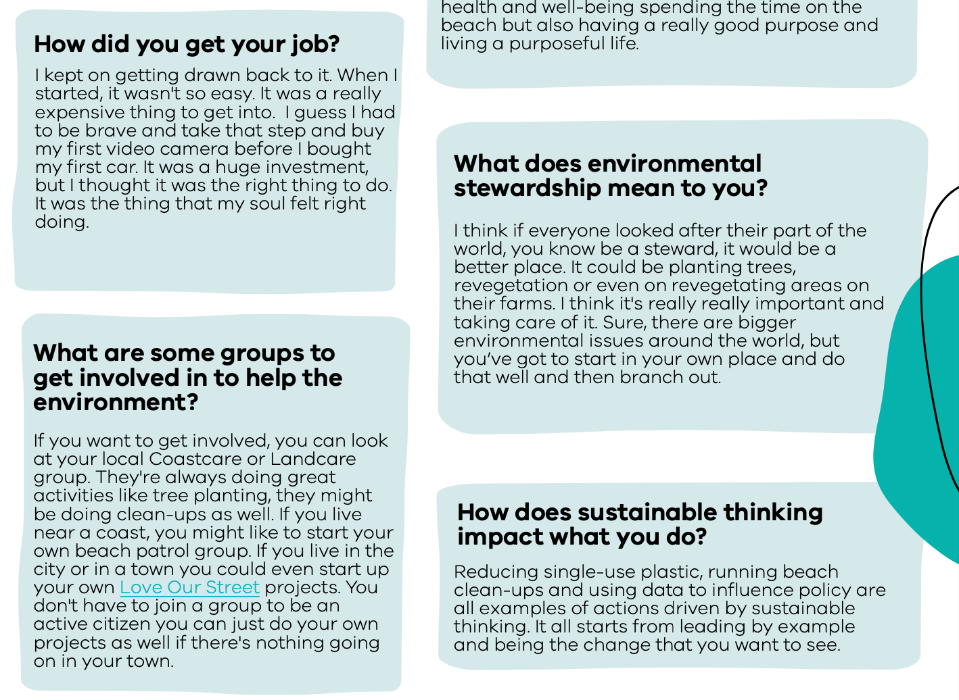 How did you get your job?
I kept on getting drawn back to it. When I
started, it wasn't so easy. It was a really
expensive thing to get into.  I guess I had
to be brave and take that step and buy
my first video camera before I bought
my first car. It was a huge investment,
but I thought it was the right thing to do.
It was the thing that my soul felt right
doing.
What are some groups to
get involved in to help the
environment?
If you want to get involved, you can look
at your local Coastcare or Landcare
group. They're always doing great
activities like tree planting, they might
be doing clean-ups as well. If you live
near a coast, you might like to start your
own beach patrol group. If you live in the
city or in a town you could even start up
your own Love Our Street projects. You
don't have to join a group to be an
active citizen you can just do your own
projects as well if there's nothing going
on in your town.
health and well-being spending the time on the
beach but also having a really good purpose and
living a purposeful life.
What does environmental
stewardship mean to you?
I think if everyone looked after their part of the
world, you know be a steward, it would be a
better place. It could be planting trees,
revegetation or even on revegetating areas on
their farms. I think it's really really important and
taking care of it. Sure, there are bigger
environmental issues around the world, but
you’ve got to start in your own place and do
that well and then branch out.
How does sustainable thinking
impact what you do?
Reducing single-use plastic, running beach
clean-ups and using data to influence policy are
all examples of actions driven by sustainable
thinking. It all starts from leading by example
and being the change that you want to see.